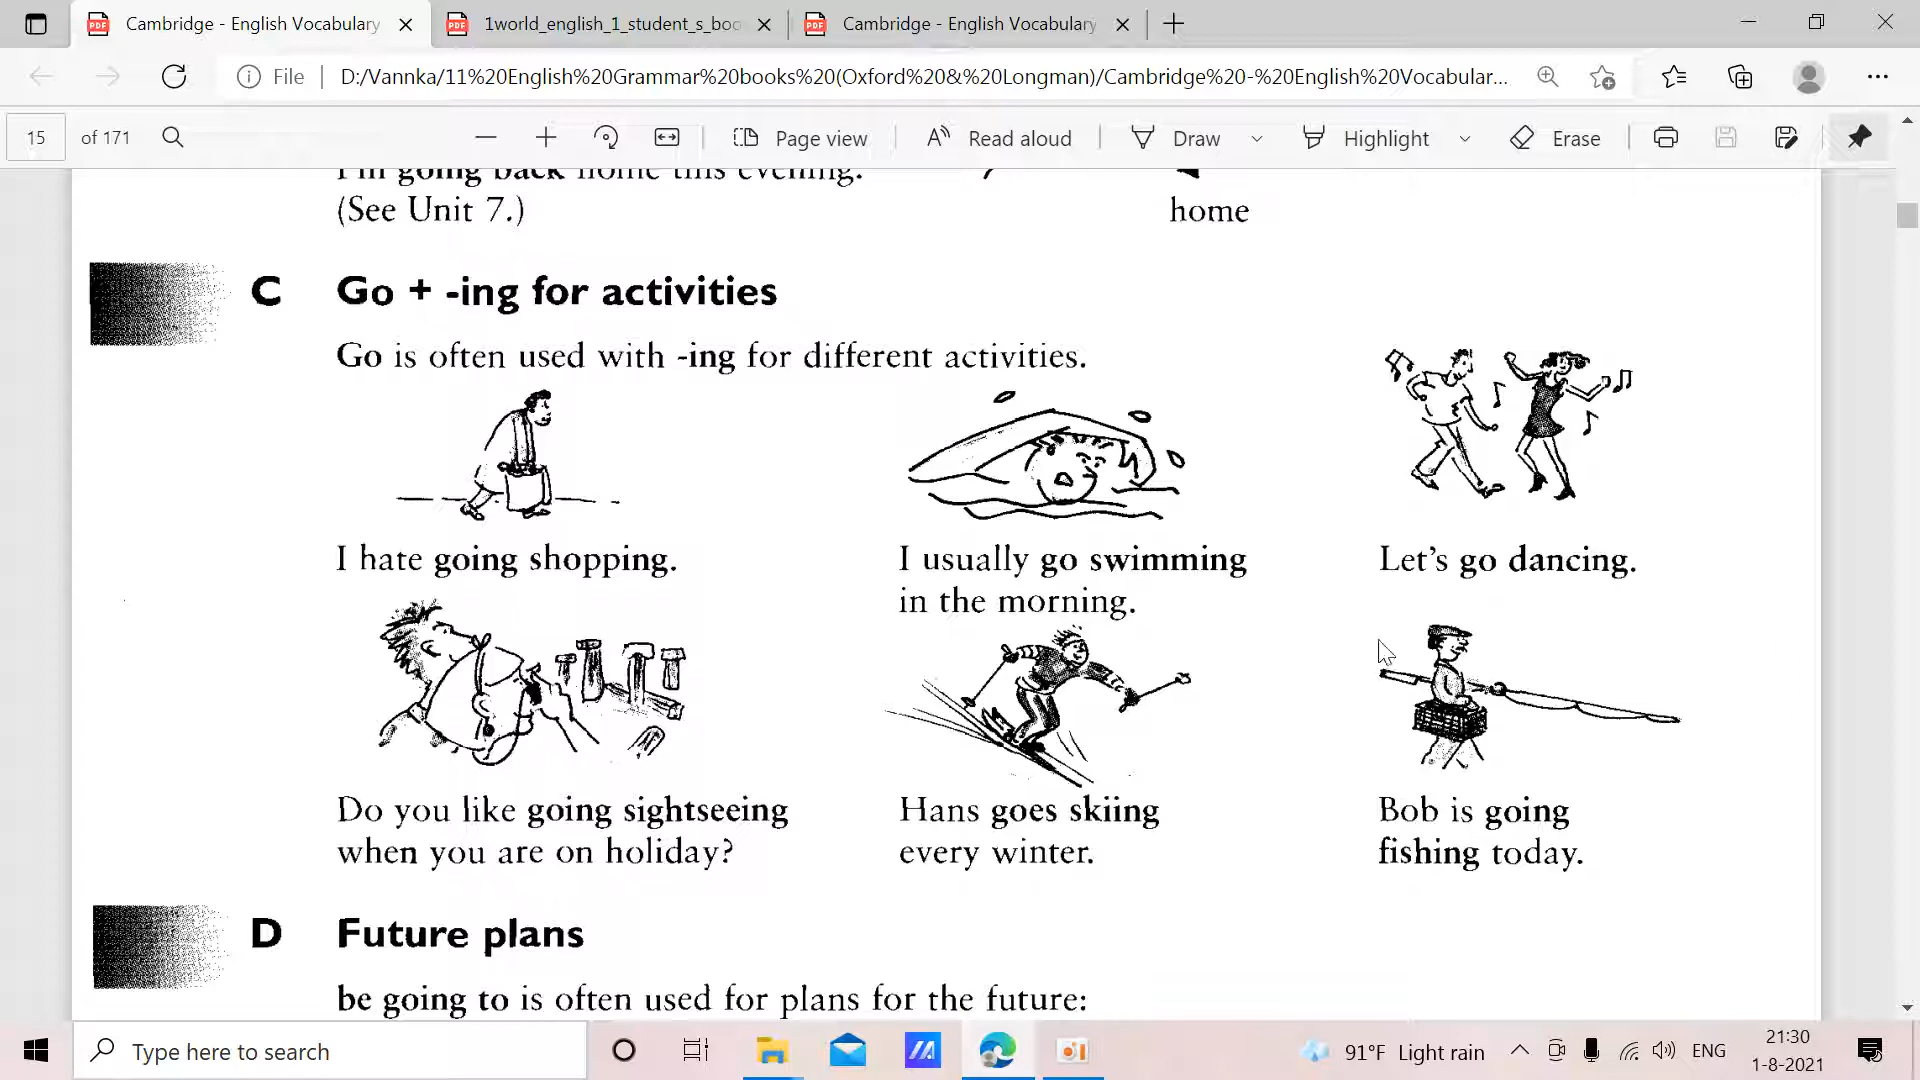 Cambridge - English Vocabulary
1world_english_1_student_s_boo
Cambridge - English Vocabulary
File D:/Vannka/11%20English%20Grammar%20books%20(Oxford%20&%20Longman)/Cambridge%20-%20English%20Vocabular...
15 of 171 Page view Read aloud Draw Highlight Erase
I'm going back home this evening.
(See Unit 7.) home
C Go + -ing for activities
Go is often used with -ing for different activities.
I hate going shopping.
I usually go swimming
in the morning.
Let's go dancing.
Do you like going sightseeing
when you are on holiday?
Hans goes skiing
every winter.
Bob is going
fishing today.
D Future plans
be going to is often used for plans for the future:
Type here to search 91°F Light rain ENG 21:30
1-8-2021